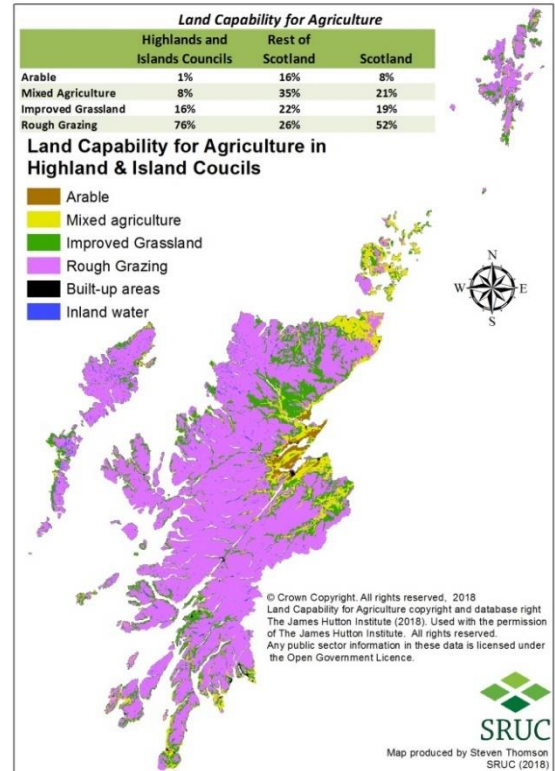 Land Capability for Agriculture
Highlands and Islands Councils Rest of Scotland Scotland
Arable 1% 16% 8%
Mixed Agriculture 8% 35% 21%
Improved Grassland 16% 22% 19%
Rough Grazing 76% 26% 52%
Land Capability for Agriculture in
Highland & Island Coucils
Arable
Mixed agriculture
Improved Grassland
Rough Grazing
Built-up areas
Inland water
N
W E
S
© Crown Copyright. All rights reserved, 2018
Land Capability for Agriculture copyright and database right
The James Hutton Institute (2018). Used with the permission
of The James Hutton Institute. All rights reserved.
Any public sector information in these data is licensed under
the Open Government Licence.
SRUC
Map produced by Steven Thomson
SRUC (2018)